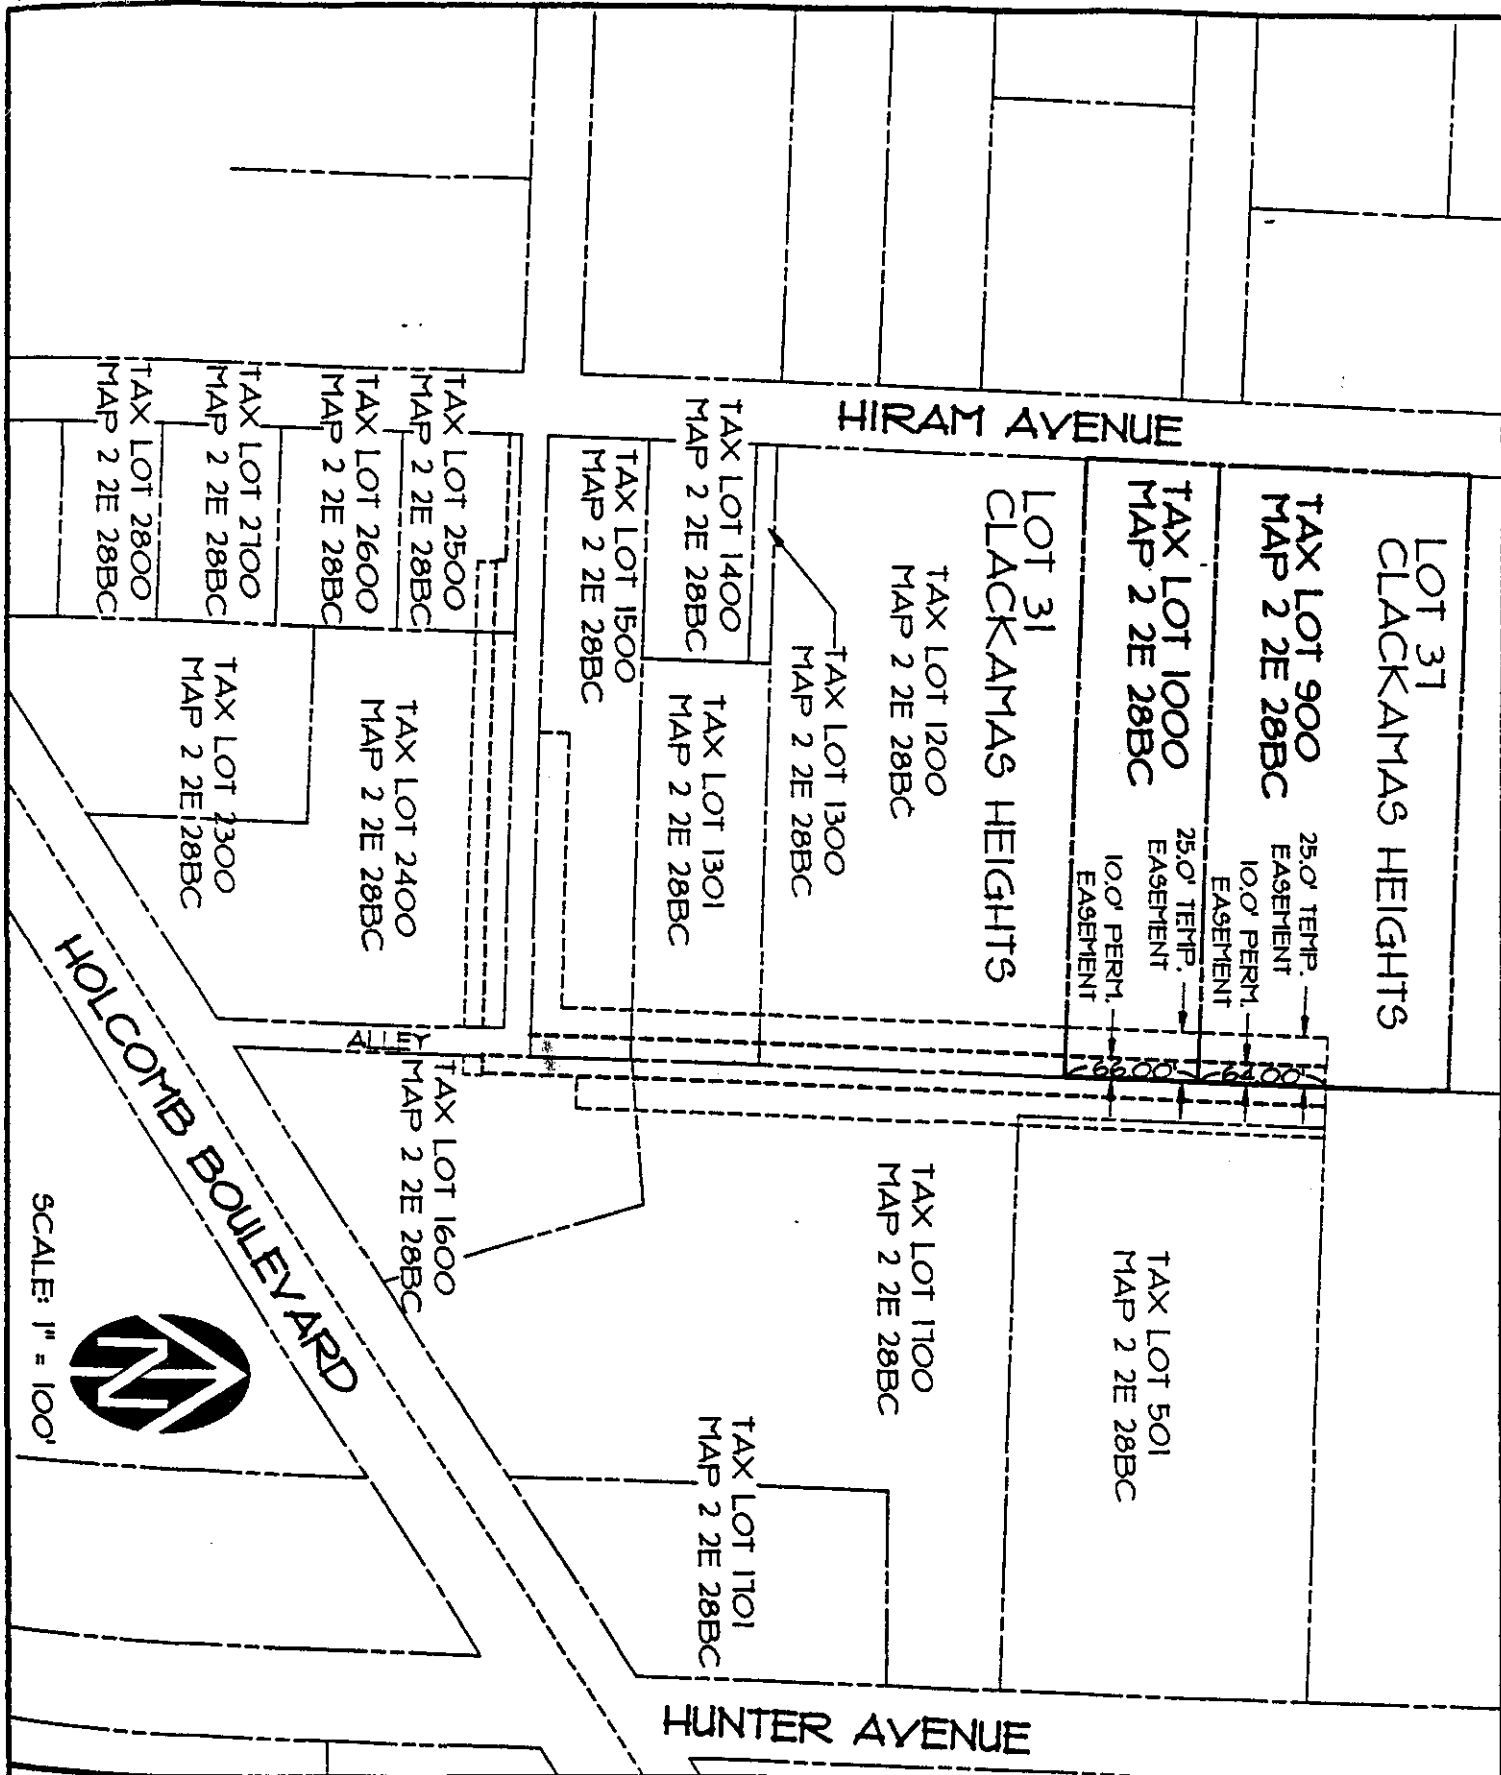 HIRAM AVENUE
LOT 37
CLACKAMAS HEIGHTS
TAX LOT 900
MAP 2 2E 28BC
25.0' TEMP.
EASEMENT
10.0' PERM.
EASEMENT
64.00'
TAX LOT 1000
MAP 2 2E 28BC
25.0' TEMP.
EASEMENT
10.0' PERM.
EASEMENT
66.00'
LOT 31
CLACKAMAS HEIGHTS
TAX LOT 1200
MAP 2 2E 28BC
TAX LOT 1300
MAP 2 2E 28BC
TAX LOT 1400
MAP 2 2E 28BC
TAX LOT 1301
MAP 2 2E 28BC
TAX LOT 1500
MAP 2 2E 28BC
TAX LOT 2500
MAP 2 2E 28BC
TAX LOT 2600
MAP 2 2E 28BC
TAX LOT 2700
MAP 2 2E 28BC
TAX LOT 2800
MAP 2 2E 28BC
TAX LOT 2400
MAP 2 2E 28BC
TAX LOT 2300
MAP 2 2E 28BC
ALLEY
TAX LOT 1600
MAP 2 2E 28BC
TAX LOT 501
MAP 2 2E 28BC
TAX LOT 1700
MAP 2 2E 28BC
TAX LOT 1701
MAP 2 2E 28BC
HOLCOMB BOULEVARD
HUNTER AVENUE
N
SCALE: 1" = 100'